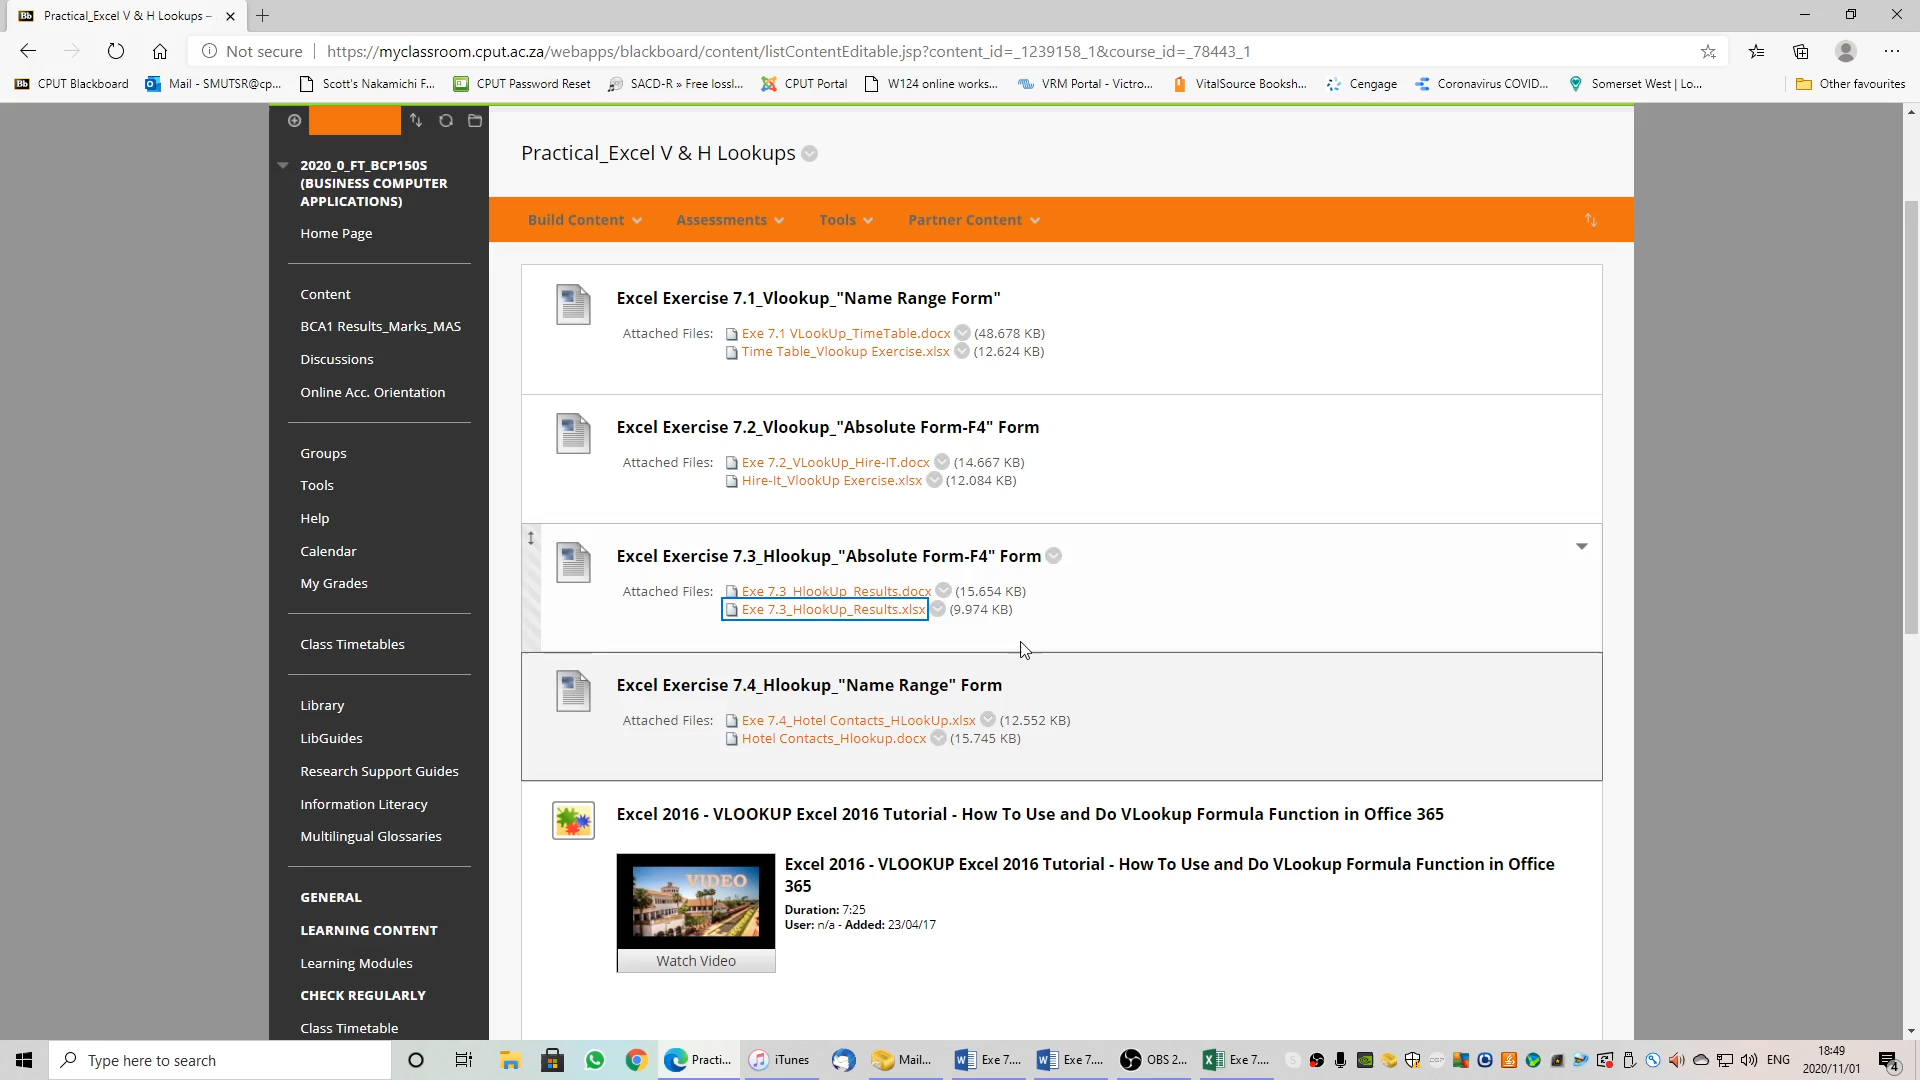 Practical_Excel V & H Lookups –
Not secure
https://myclassroom.cput.ac.za/webapps/blackboard/content/listContentEditable.jsp?content_id=_1239158_1&course_id=_78443_1
Bb CPUT Blackboard
Mail - SMUTSR@cp...
Scott's Nakamichi F...
CPUT Password Reset
SACD-R » Free lossl...
CPUT Portal
W124 online works...
VRM Portal - Victro...
VitalSource Booksh...
Cengage
Coronavirus COVID...
Somerset West | Lo...
Other favourites
2020_0_FT_BCP150S
(BUSINESS COMPUTER
APPLICATIONS)
Home Page
Content
BCA1 Results_Marks_MAS
Discussions
Online Acc. Orientation
Groups
Tools
Help
Calendar
My Grades
Class Timetables
Library
LibGuides
Research Support Guides
Information Literacy
Multilingual Glossaries
GENERAL
LEARNING CONTENT
Learning Modules
CHECK REGULARLY
Class Timetable
Practical_Excel V & H Lookups
Build Content
Assessments
Tools
Partner Content
Excel Exercise 7.1_Vlookup_"Name Range Form"
Attached Files: Exe 7.1 VLookUp_TimeTable.docx (48.678 KB)
Time Table_Vlookup Exercise.xlsx (12.624 KB)
Excel Exercise 7.2_Vlookup_"Absolute Form-F4" Form
Attached Files: Exe 7.2_VLookUp_Hire-IT.docx (14.667 KB)
Hire-It_VlookUp Exercise.xlsx (12.084 KB)
Excel Exercise 7.3_Hlookup_"Absolute Form-F4" Form
Attached Files: Exe 7.3_HlookUp_Results.docx (15.654 KB)
Exe 7.3_HlookUp_Results.xlsx (9.974 KB)
Excel Exercise 7.4_Hlookup_"Name Range" Form
Attached Files: Exe 7.4_Hotel Contacts_HLookUp.xlsx (12.552 KB)
Hotel Contacts_Hlookup.docx (15.745 KB)
Excel 2016 - VLOOKUP Excel 2016 Tutorial - How To Use and Do VLookup Formula Function in Office 365
VIDEO
Watch Video
Excel 2016 - VLOOKUP Excel 2016 Tutorial - How To Use and Do VLookup Formula Function in Office
365
Duration: 7:25
User: n/a - Added: 23/04/17
Type here to search
Practi...
iTunes
Mail...
Exe 7....
Exe 7....
OBS 2...
Exe 7....
ENG
18:49
2020/11/01
4